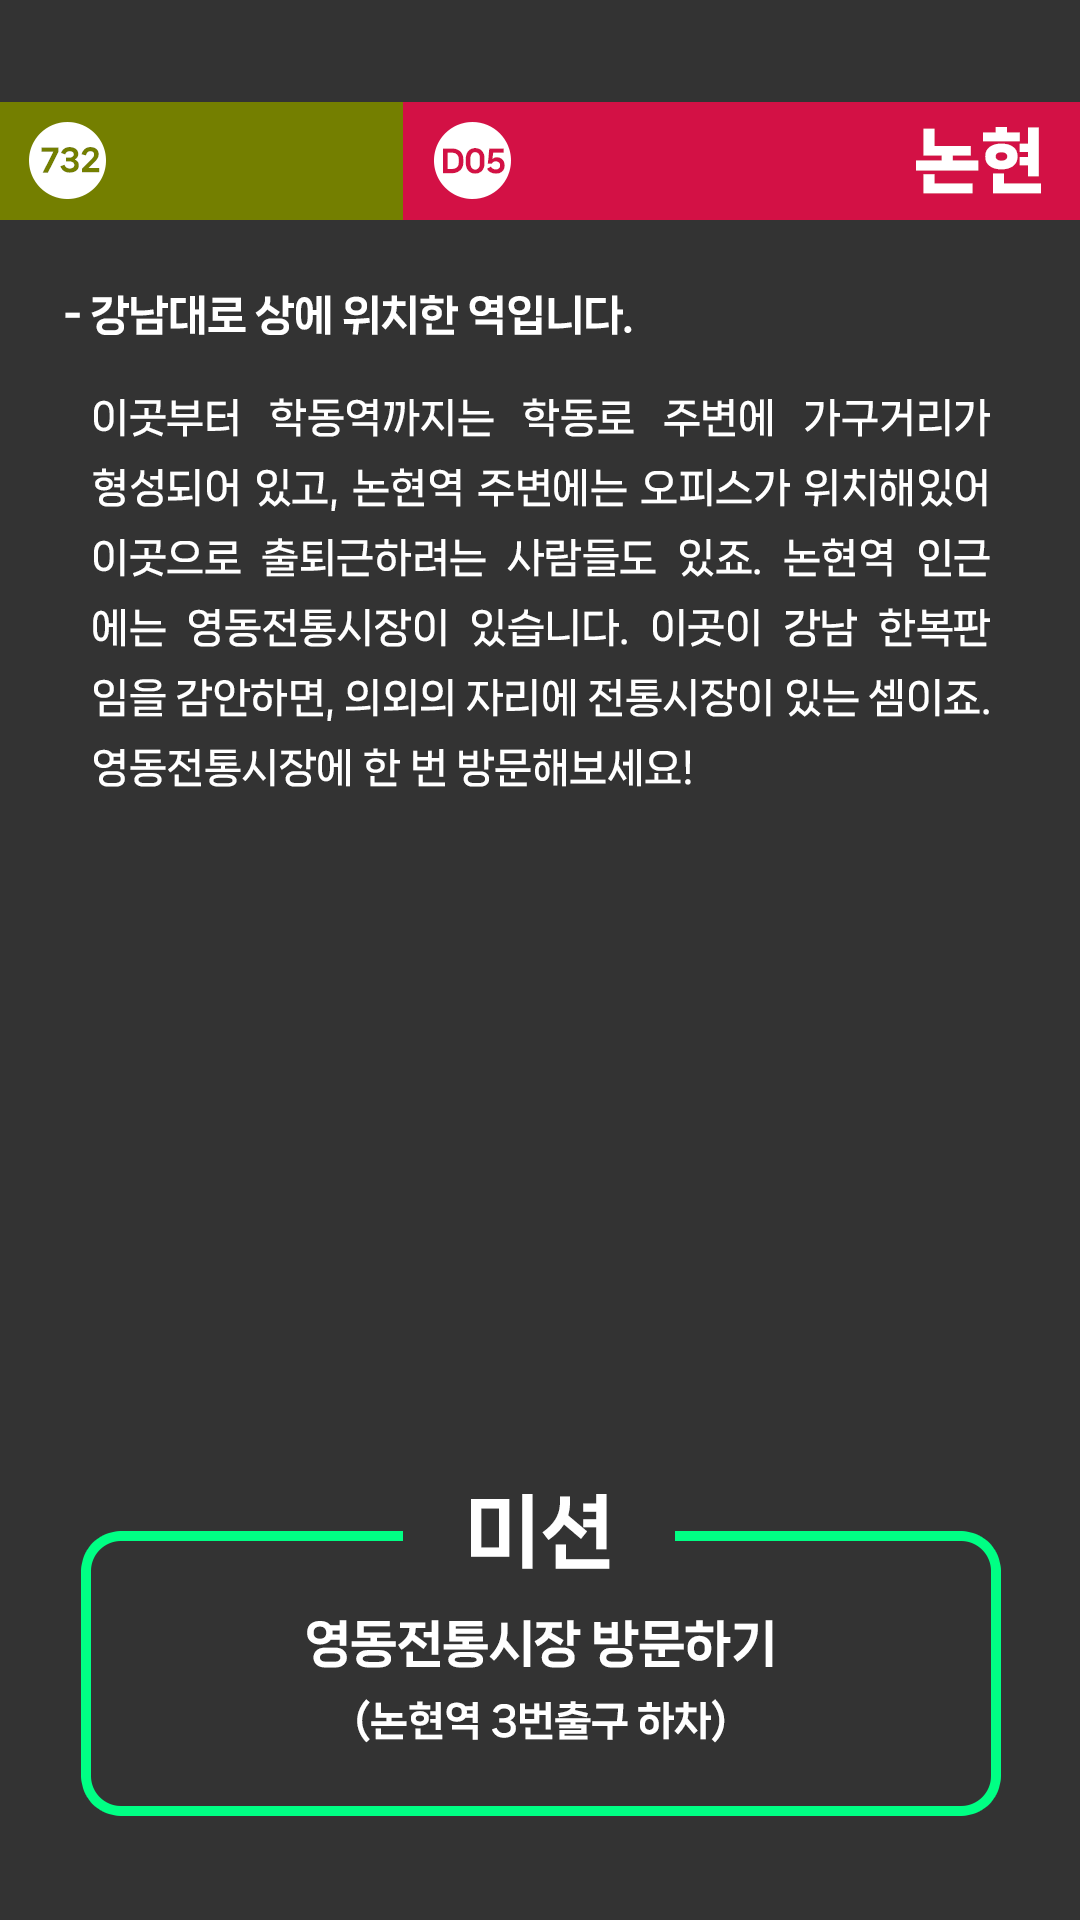 732 D05 논현
- 강남대로 상에 위치한 역입니다.
이곳부터 학동역까지는 학동로 주변에 가구거리가
형성되어 있고, 논현역 주변에는 오피스가 위치해있어
이곳으로 출퇴근하려는 사람들도 있죠. 논현역 인근
에는 영동전통시장이 있습니다. 이곳이 강남 한복판
임을 감안하면, 의외의 자리에 전통시장이 있는 셈이죠.
영동전통시장에 한 번 방문해보세요!
미션
영동전통시장 방문하기
(논현역 3번출구 하차)